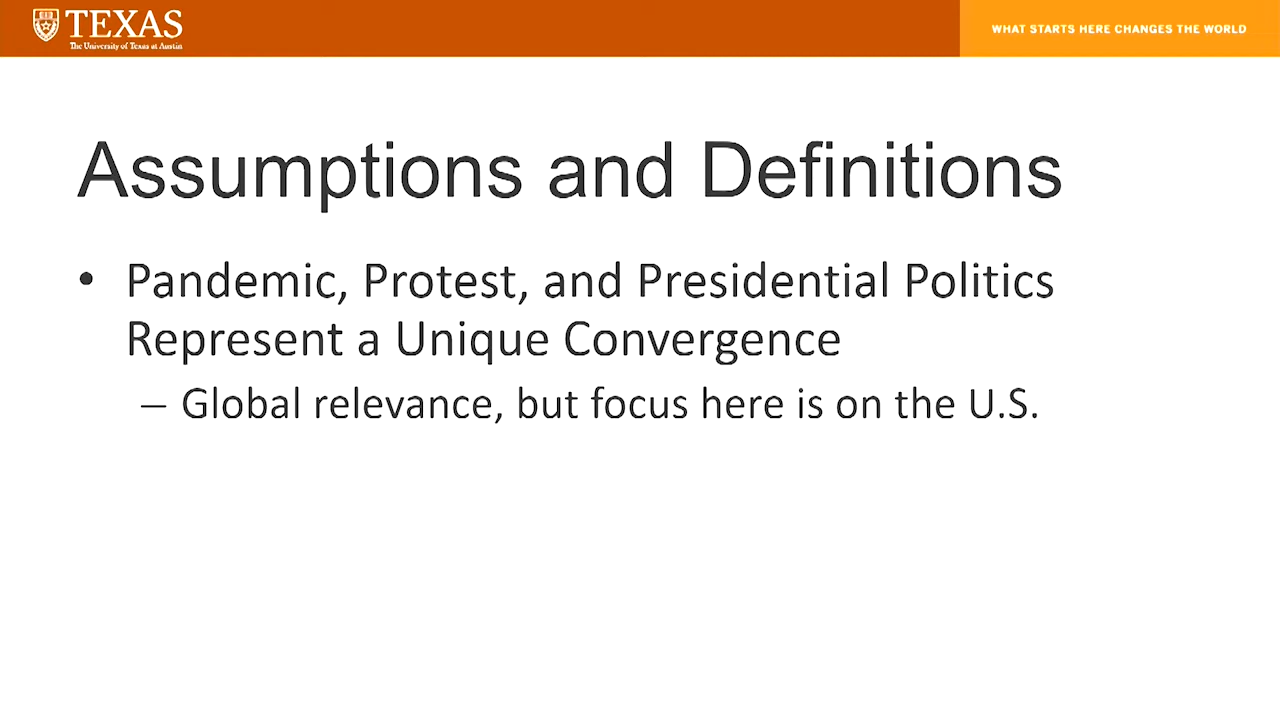 TEXAS
The University of Texas at Austin
WHAT STARTS HERE CHANGES THE WORLD
Assumptions and Definitions
• Pandemic, Protest, and Presidential Politics
Represent a Unique Convergence
– Global relevance, but focus here is on the U.S.